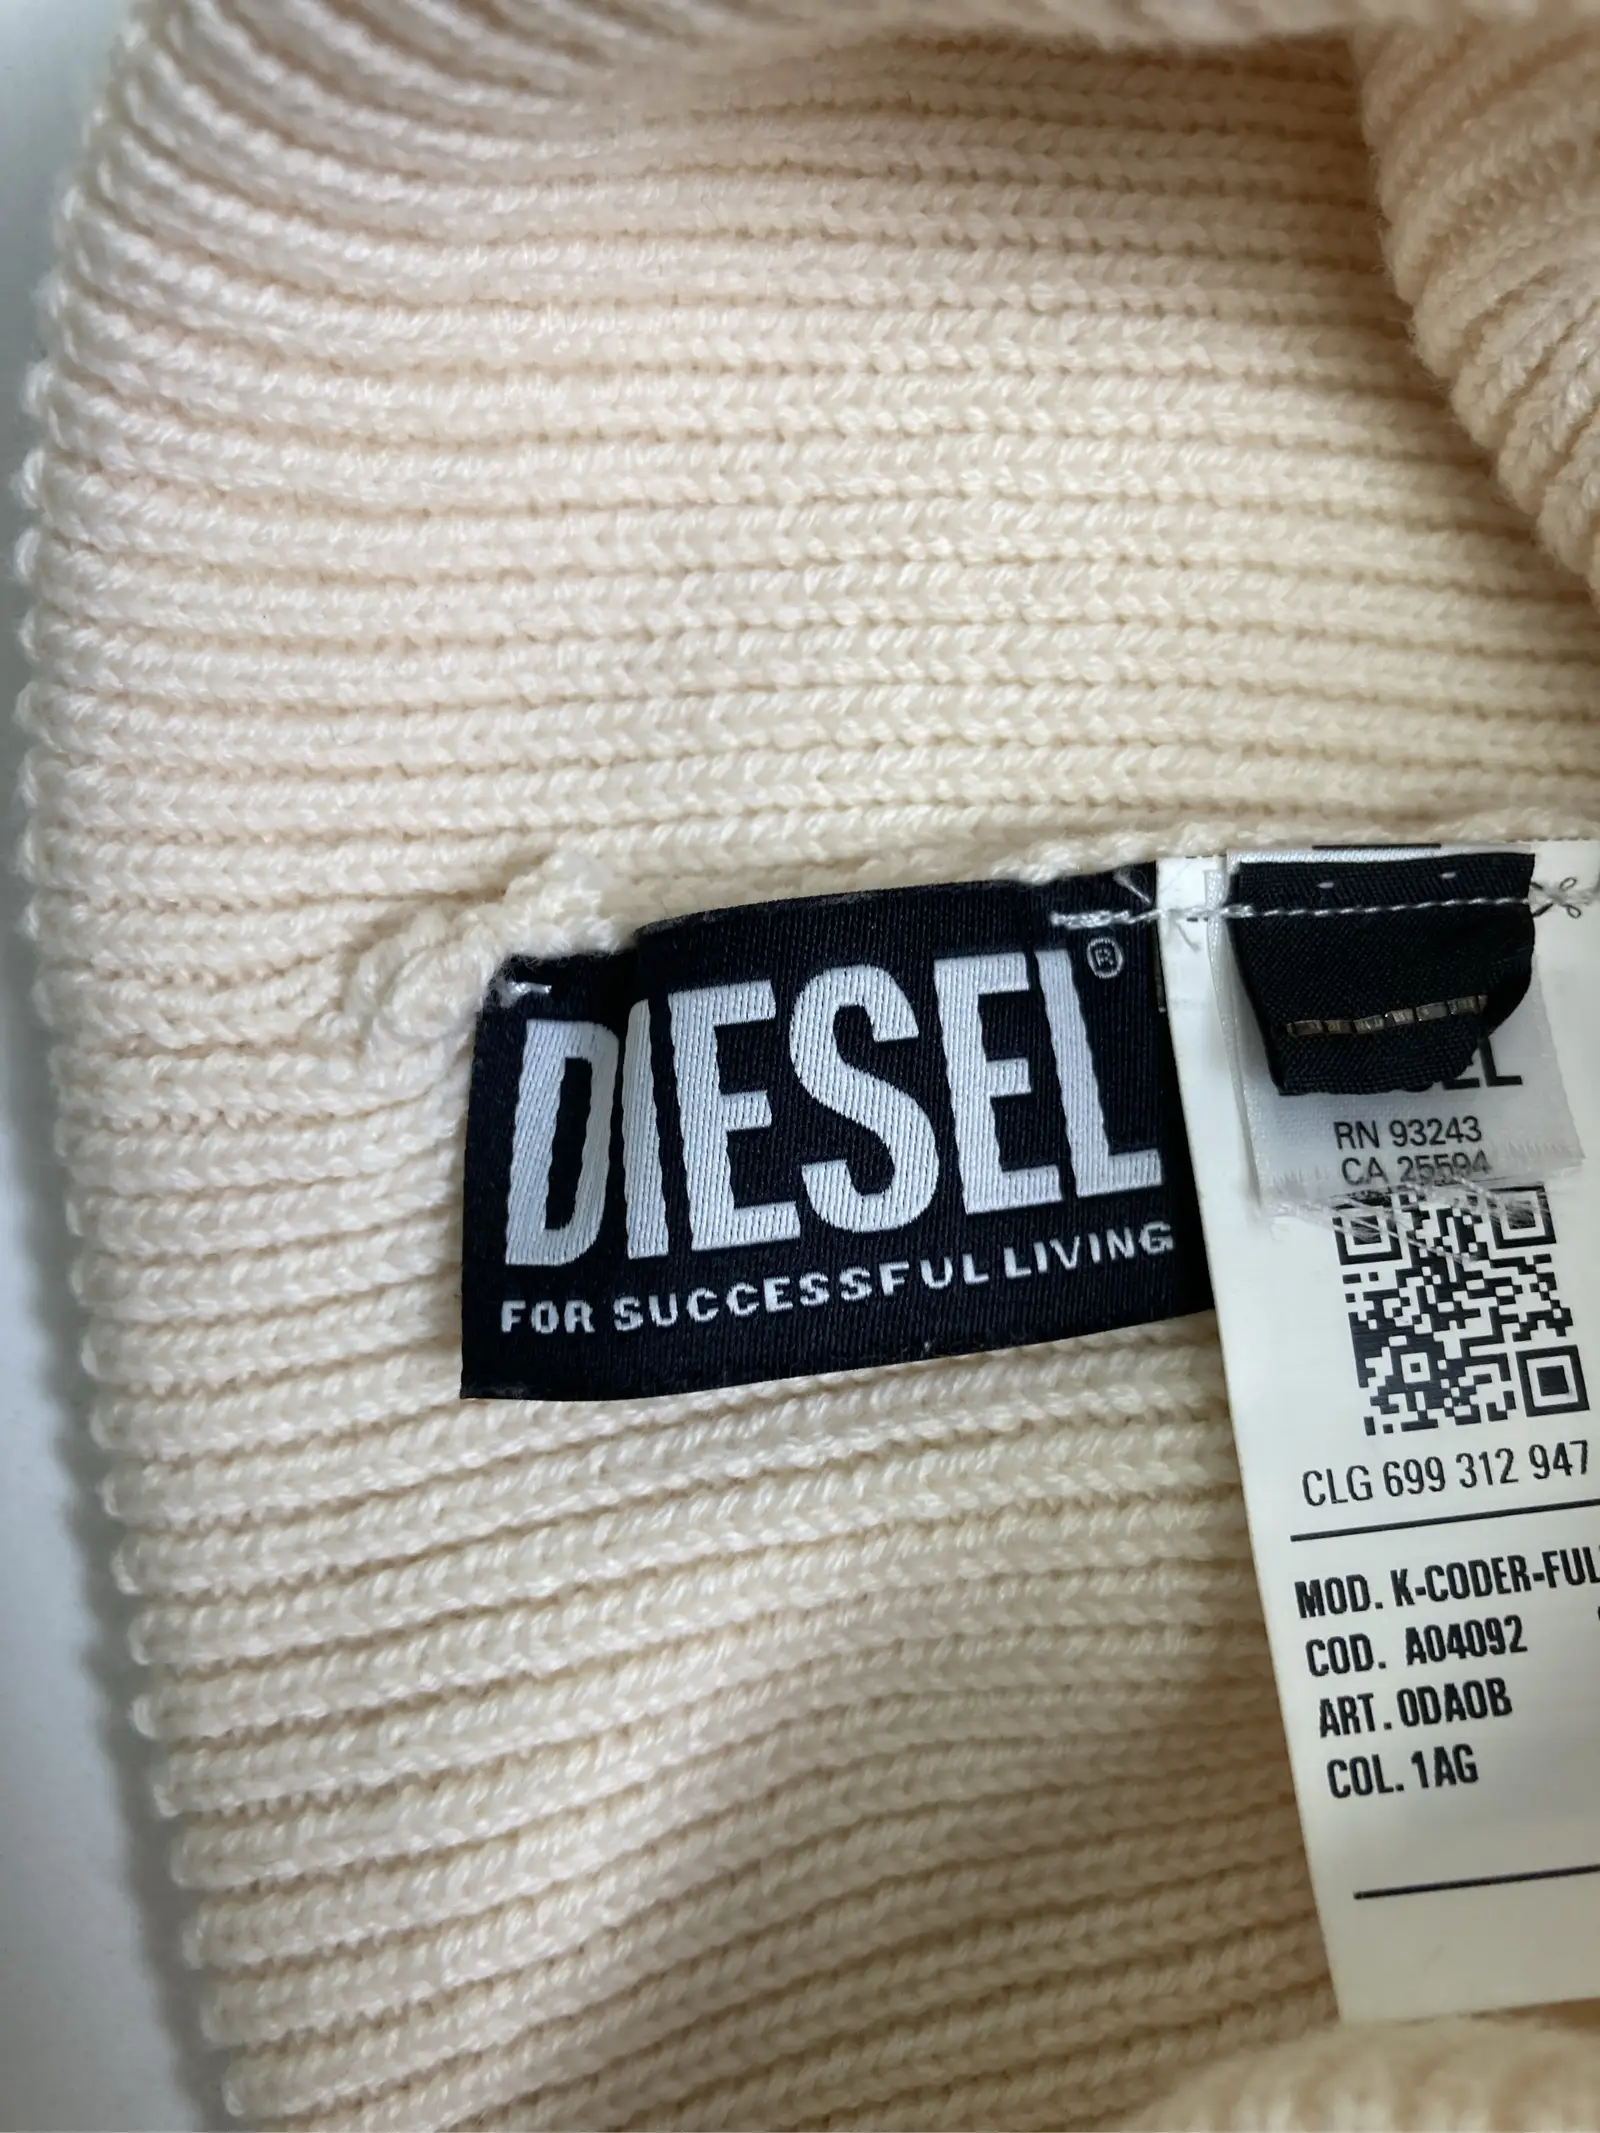 DIESEL®
FOR SUCCESSFUL LIVING
RN 93243
CA 25594
CLG 699 312 947
MOD. K-CODER-FUL
COD. A04092
ART. 0DAOB
COL. 1AG